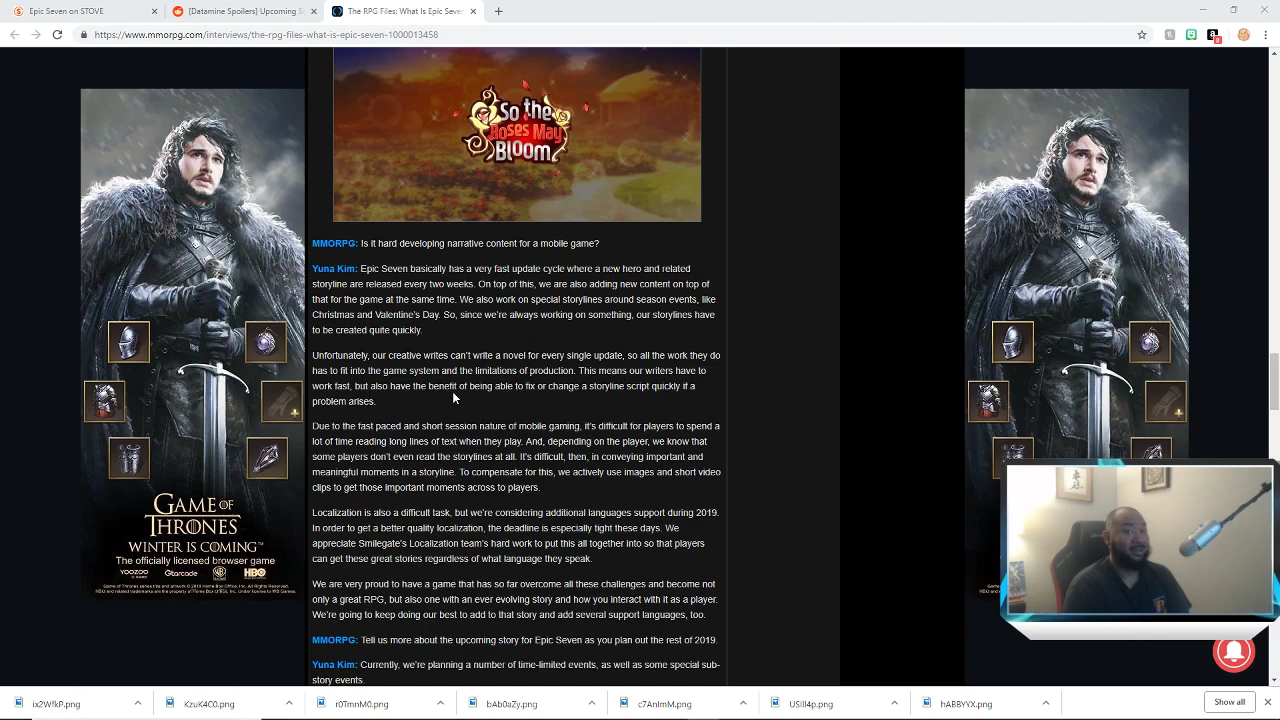 Epic Seven on STOVE
[Datamine Spoilers] Upcoming S
The RPG Files: What Is Epic Seve
https://www.mmorpg.com/interviews/the-rpg-files-what-is-epic-seven-1000013458
So the
Roses May
Bloom
MMORPG: Is it hard developing narrative content for a mobile game?
Yuna Kim: Epic Seven basically has a very fast update cycle where a new hero and related
storyline are released every two weeks. On top of this, we are also adding new content on top of
that for the game at the same time. We also work on special storylines around season events, like
Christmas and Valentine's Day. So, since we're always working on something, our storylines have
to be created quite quickly.
Unfortunately, our creative writes can't write a novel for every single update, so all the work they do
has to fit into the game system and the limitations of production. This means our writers have to
work fast, but also have the benefit of being able to fix or change a storyline script quickly if a
problem arises.
Due to the fast paced and short session nature of mobile gaming, it's difficult for players to spend a
lot of time reading long lines of text when they play. And, depending on the player, we know that
some players don't even read the storylines at all. It's difficult, then, in conveying important and
meaningful moments in a storyline. To compensate for this, we actively use images and short video
clips to get those important moments across to players.
Localization is also a difficult task, but we're considering additional languages support during 2019.
In order to get a better quality localization, the deadline is especially tight these days. We
appreciate Smilegate's Localization team's hard work to put this all together into so that players
can get these great stories regardless of what language they speak.
We are very proud to have a game that has so far overcome these difficulties, and remains not
only a great RPG, but also one with an ever evolving story and how you interact with it as a player.
We're going to keep doing our best to add to that story and add several support languages, too.
MMORPG: Tell us more about the upcoming story for Epic Seven as you plan out the rest of 2019.
Yuna Kim: Currently, we're planning a number of time-limited events, as well as some special sub-
story events.
GAME OF
THRONES
WINTER IS COMING™
The officially licensed browser game
YOOZOO
Gtarcade
HBO
ix2WfkP.png
KzuK4C0.png
r0TmnM0.png
bAb0aZy.png
c7AnImM.png
USIIl4p.png
hABBYVX.png
Show all